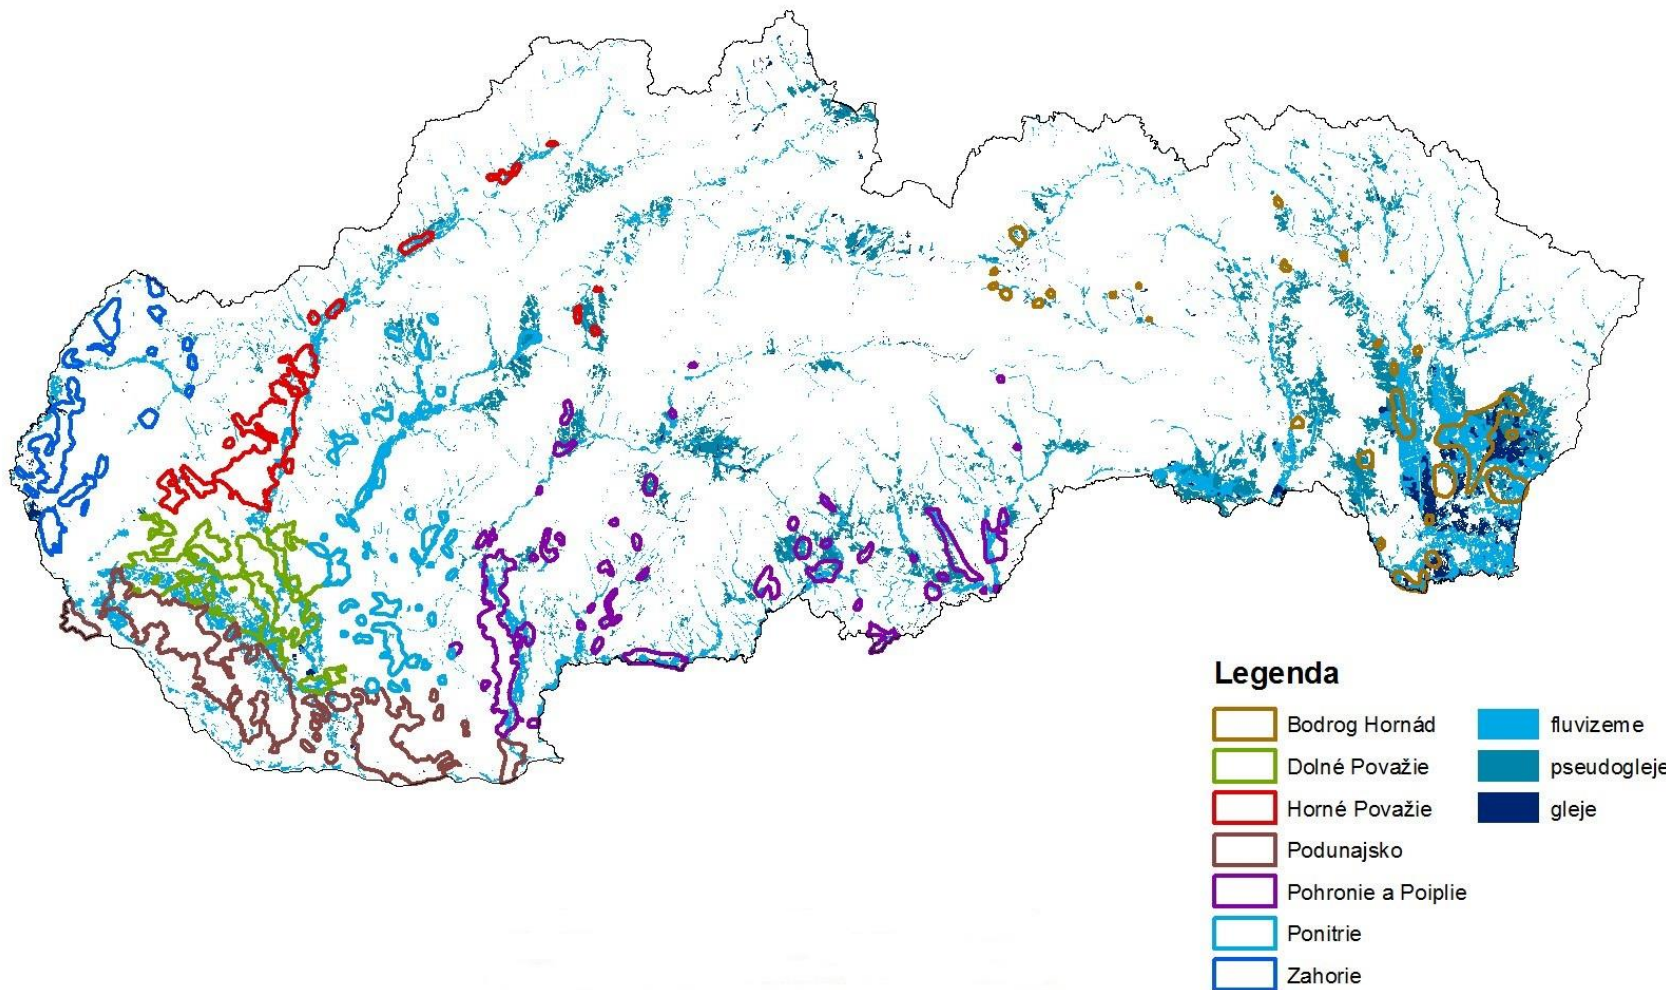 Legenda
Bodrog Hornád
Dolné Považie
Horné Považie
Podunajsko
Pohronie a Poiplie
Ponitrie
Zahorie
fluvizeme
pseudogleje
gleje